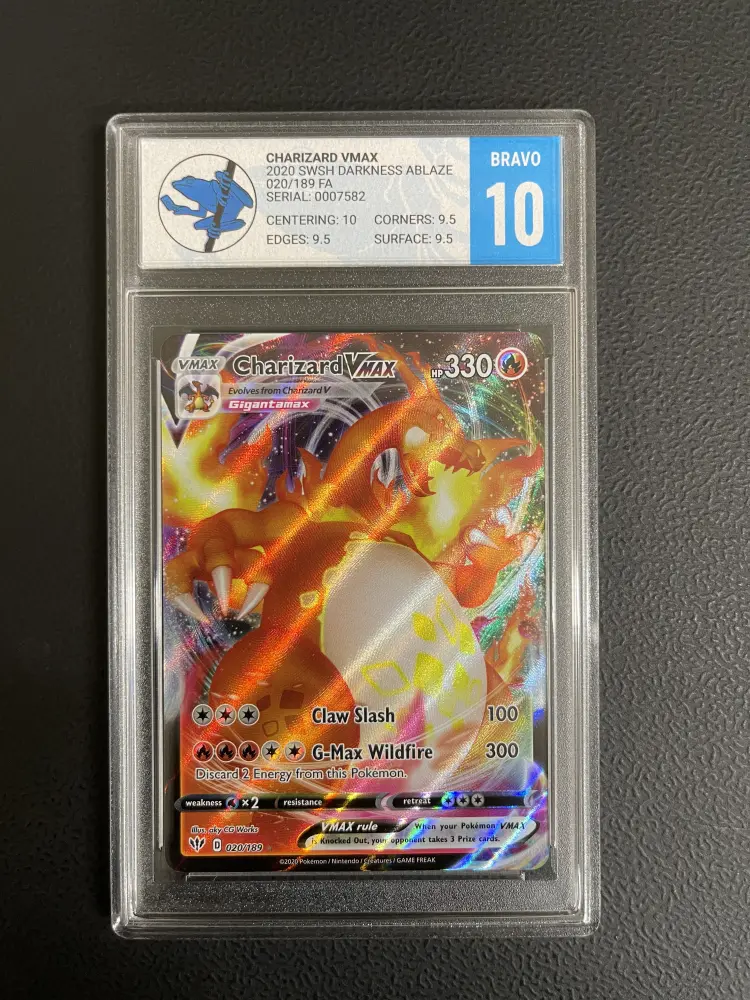 CHARIZARD VMAX
2020 SWSH DARKNESS ABLAZE
020/189 FA
SERIAL: 0007582
CENTERING: 10 CORNERS: 9.5
EDGES: 9.5 SURFACE: 9.5
BRAVO
10
VMAX Charizard VMAX HP 330
Evolves from Charizard V
Gigantamax
Claw Slash 100
G-Max Wildfire 300
Discard 2 Energy from this Pokémon.
weakness ×2 resistance retreat
Illus. aky CG Works
VMAX rule When your Pokémon VMAX
is Knocked Out, your opponent takes 3 Prize cards.
D 020/189
©2020 Pokémon / Nintendo / Creatures / GAME FREAK